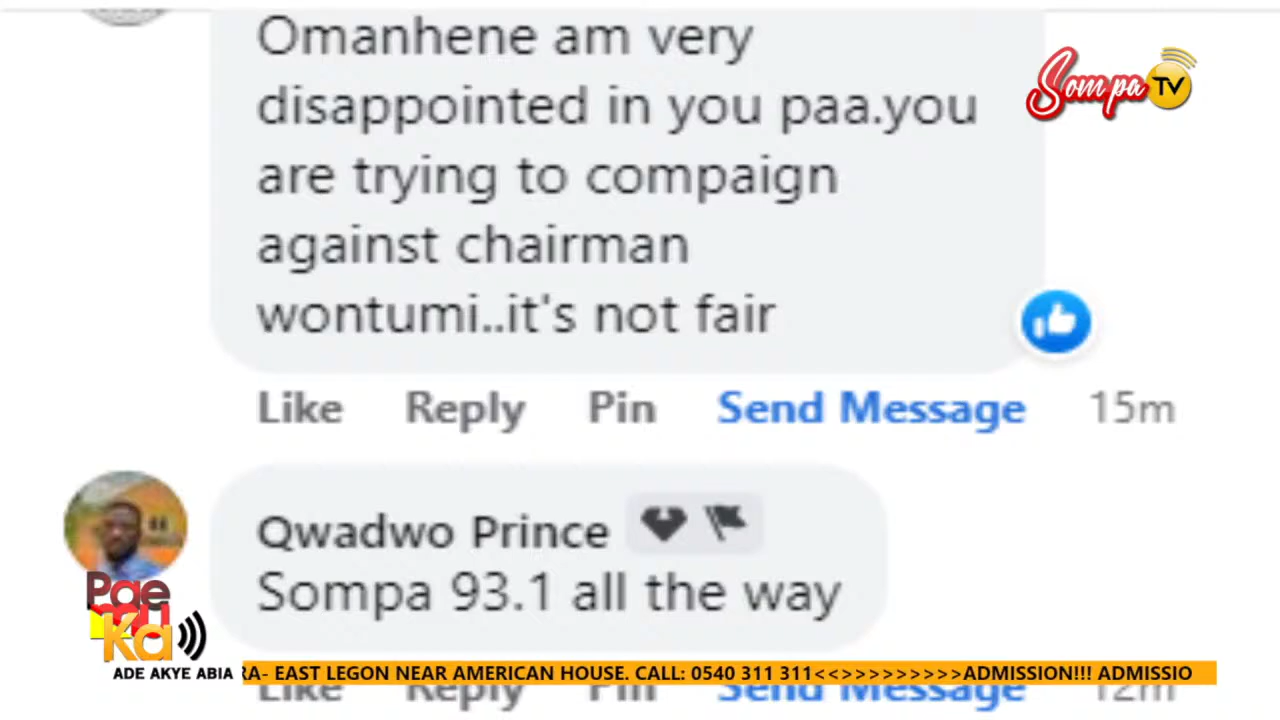 Omanhene am very
disappointed in you paa.you
are trying to compaign
against chairman
wontumi..it's not fair
Sompa TV
Like Reply Pin Send Message 15m
Qwadwo Prince
Sompa 93.1 all the way
Pae
mu
Ka
ADE AKYE ABIA
RA- EAST LEGON NEAR AMERICAN HOUSE. CALL: 0540 311 311<<>>>>>>>>>ADMISSION!!! ADMISSIO
Like Reply Pin Send Message 12m